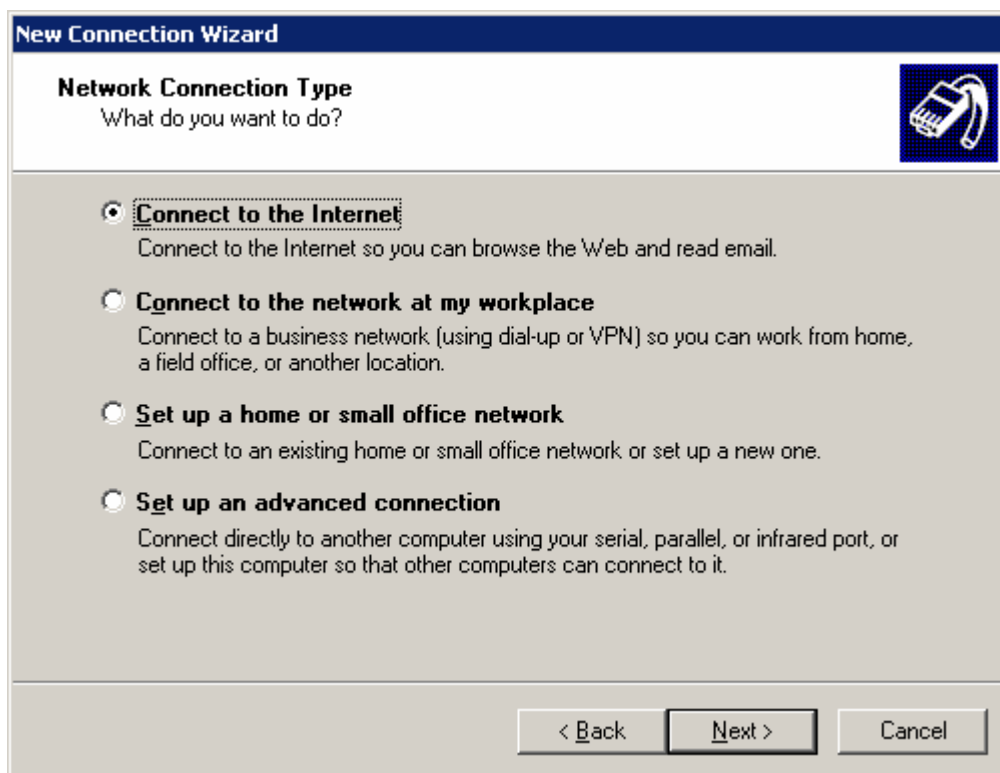 New Connection Wizard
Network Connection Type
What do you want to do?
Connect to the Internet
Connect to the Internet so you can browse the Web and read email.
Connect to the network at my workplace
Connect to a business network (using dial-up or VPN) so you can work from home,
a field office, or another location.
Set up a home or small office network
Connect to an existing home or small office network or set up a new one.
Set up an advanced connection
Connect directly to another computer using your serial, parallel, or infrared port, or
set up this computer so that other computers can connect to it.
< Back Next > Cancel